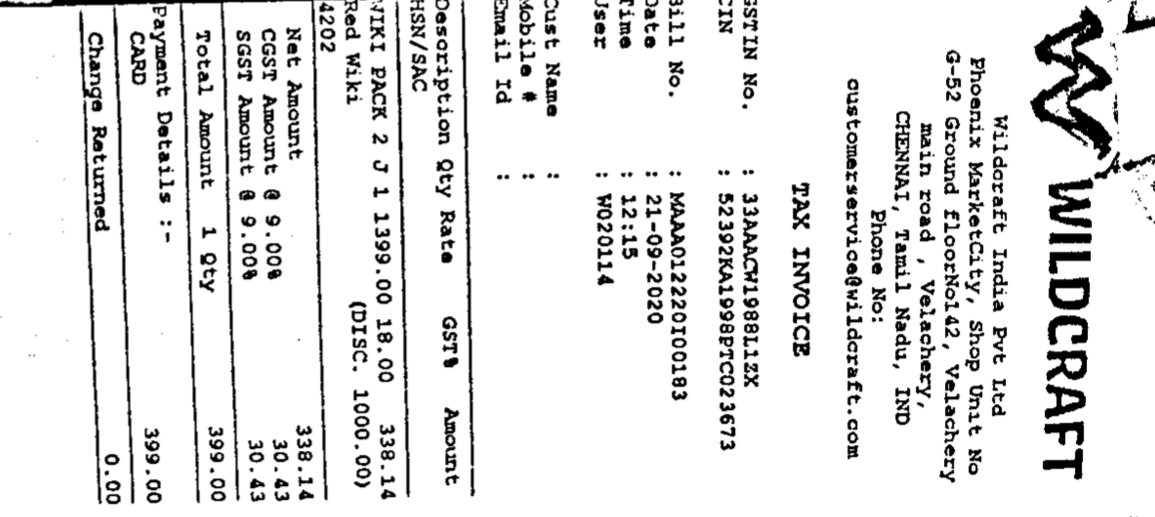 WILDCRAFT
Wildcraft India Pvt Ltd
Phoenix MarketCity, Shop Unit No
G-52 Ground floorNo142, Velachery
main road , Velachery,
CHENNAI, Tamil Nadu, IND
Phone No:
customerservice@wildcraft.com
TAX INVOICE
GSTIN No. : 33AAACW1988L1ZX
CIN : 52392KA1998PTC023673
Bill No. : MAAA012220I00183
Date : 21-09-2020
Time : 12:15
User : W020114
Cust Name :
Mobile # :
Email Id :
Description Qty Rate GST% Amount
HSN/SAC
WIKI PACK 2 J 1 1399.00 18.00 338.14
Red Wiki (DISC. 1000.00)
4202
Net Amount 338.14
CGST Amount @ 9.00% 30.43
SGST Amount @ 9.00% 30.43
Total Amount 1 Qty 399.00
Payment Details :-
CARD 399.00
Change Returned 0.00